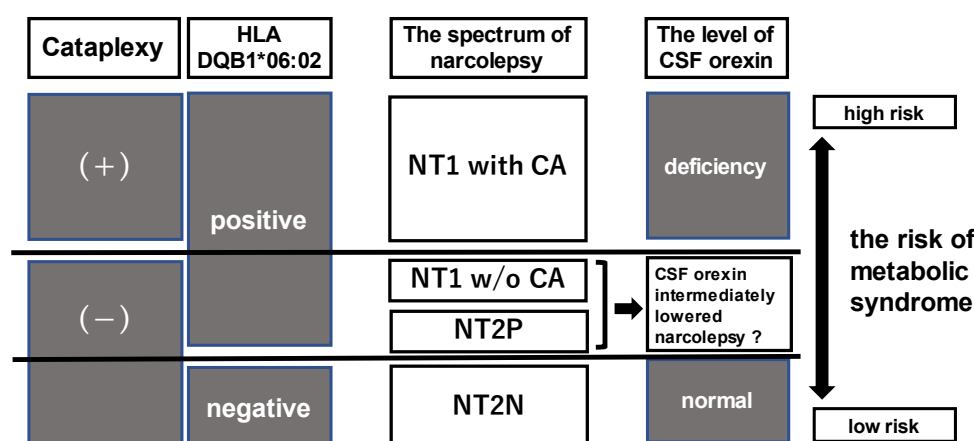 Cataplexy
HLA
DQB1*06:02
The spectrum of
narcolepsy
The level of
CSF orexin
(+)
positive
NT1 with CA
deficiency
high risk
the risk of
metabolic
syndrome
(−)
NT1 w/o CA
NT2P
CSF orexin
intermediately
lowered
narcolepsy ?
negative
NT2N
normal
low risk